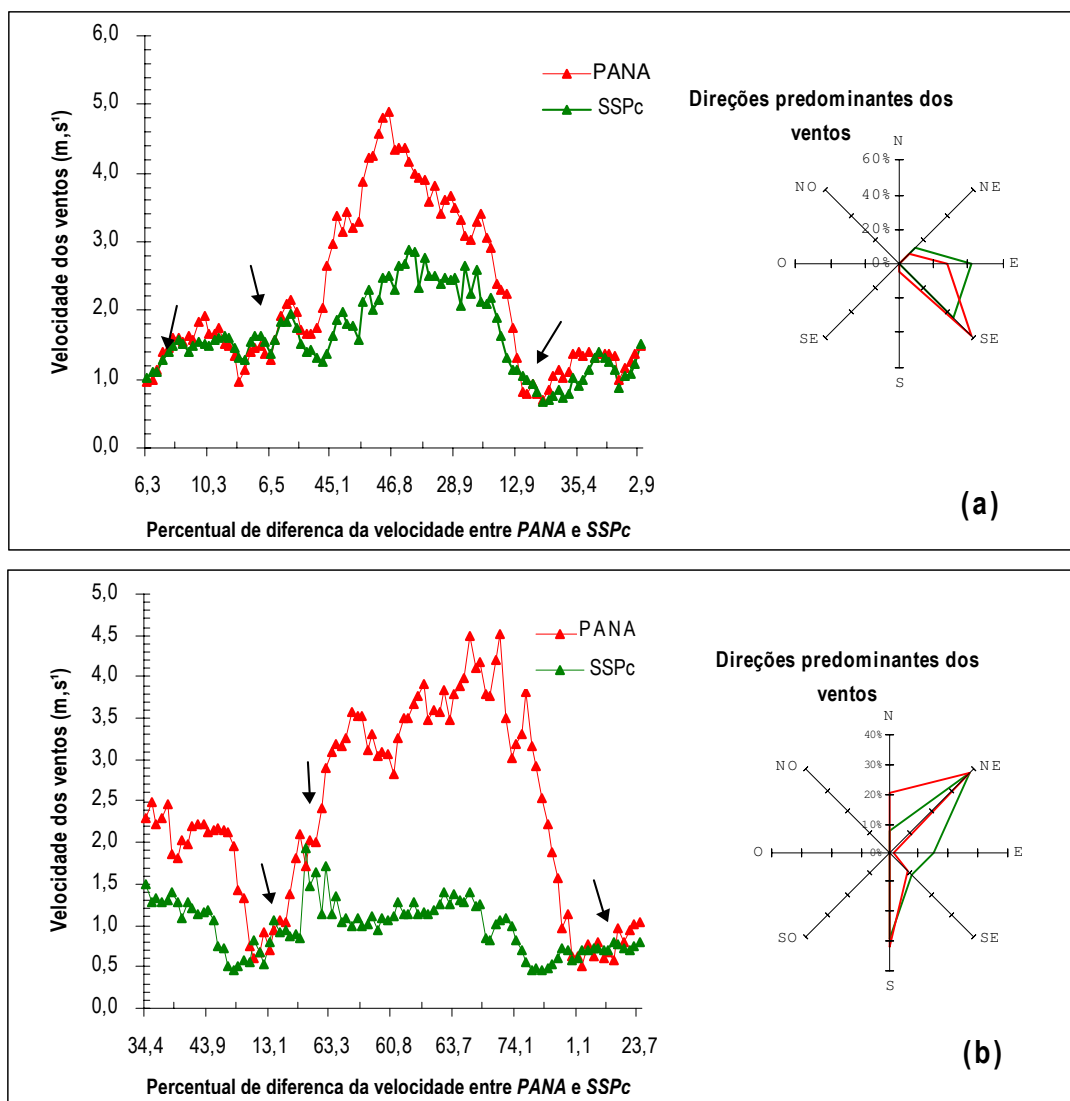 6,0
5,0
4,0
3,0
2,0
1,0
0,0
Velocidade dos ventos (m,s¹)
PANA
SSPc
6,3 10,3 6,5 45,1 46,8 28,9 12,9 35,4 2,9
Percentual de diferenca da velocidade entre PANA e SSPc
Direções predominantes dos
ventos
N
60%
40%
20%
0%
NO
NE
O
E
SE
SE
S
(a)
5,0
4,5
4,0
3,5
3,0
2,5
2,0
1,5
1,0
0,5
0,0
Velocidade dos ventos (m,s¹)
PANA
SSPc
34,4 43,9 13,1 63,3 60,8 63,7 74,1 1,1 23,7
Percentual de diferenca da velocidade entre PANA e SSPc
Direções predominantes dos
ventos
N
40%
30%
20%
10%
0%
NO
NE
O
E
SO
SE
S
(b)